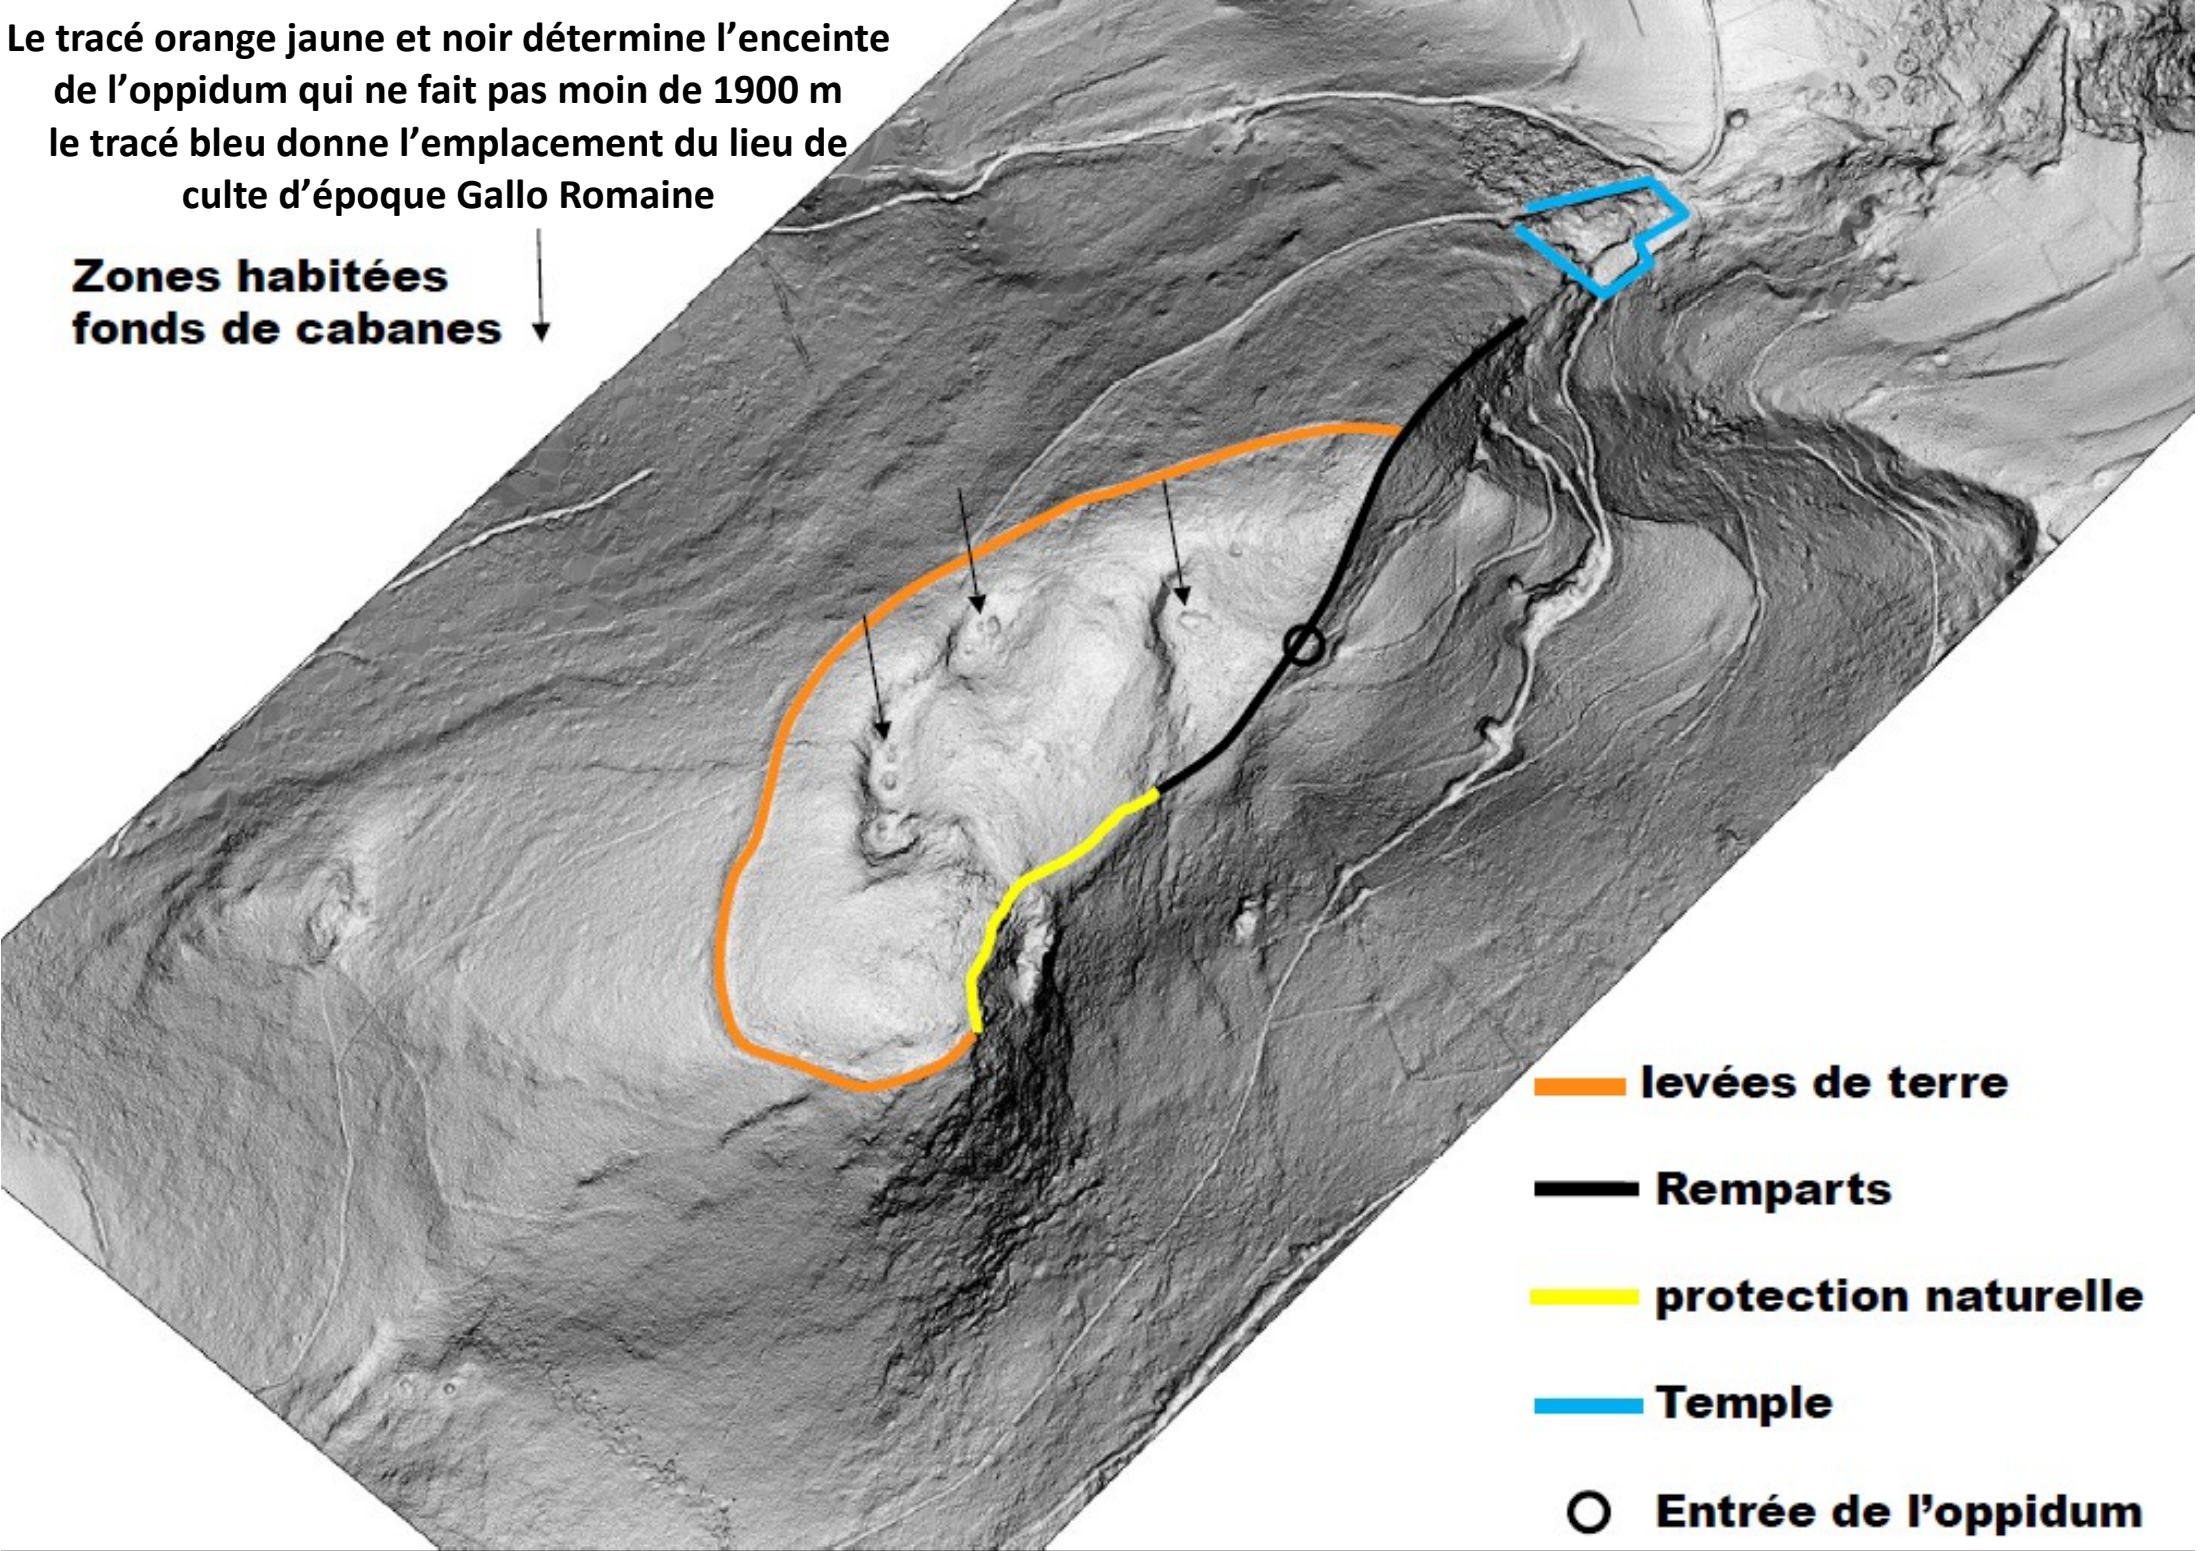 Le tracé orange jaune et noir détermine l’enceinte
de l’oppidum qui ne fait pas moin de 1900 m
le tracé bleu donne l’emplacement du lieu de
culte d’époque Gallo Romaine
Zones habitées
fonds de cabanes
levées de terre
Remparts
protection naturelle
Temple
Entrée de l’oppidum